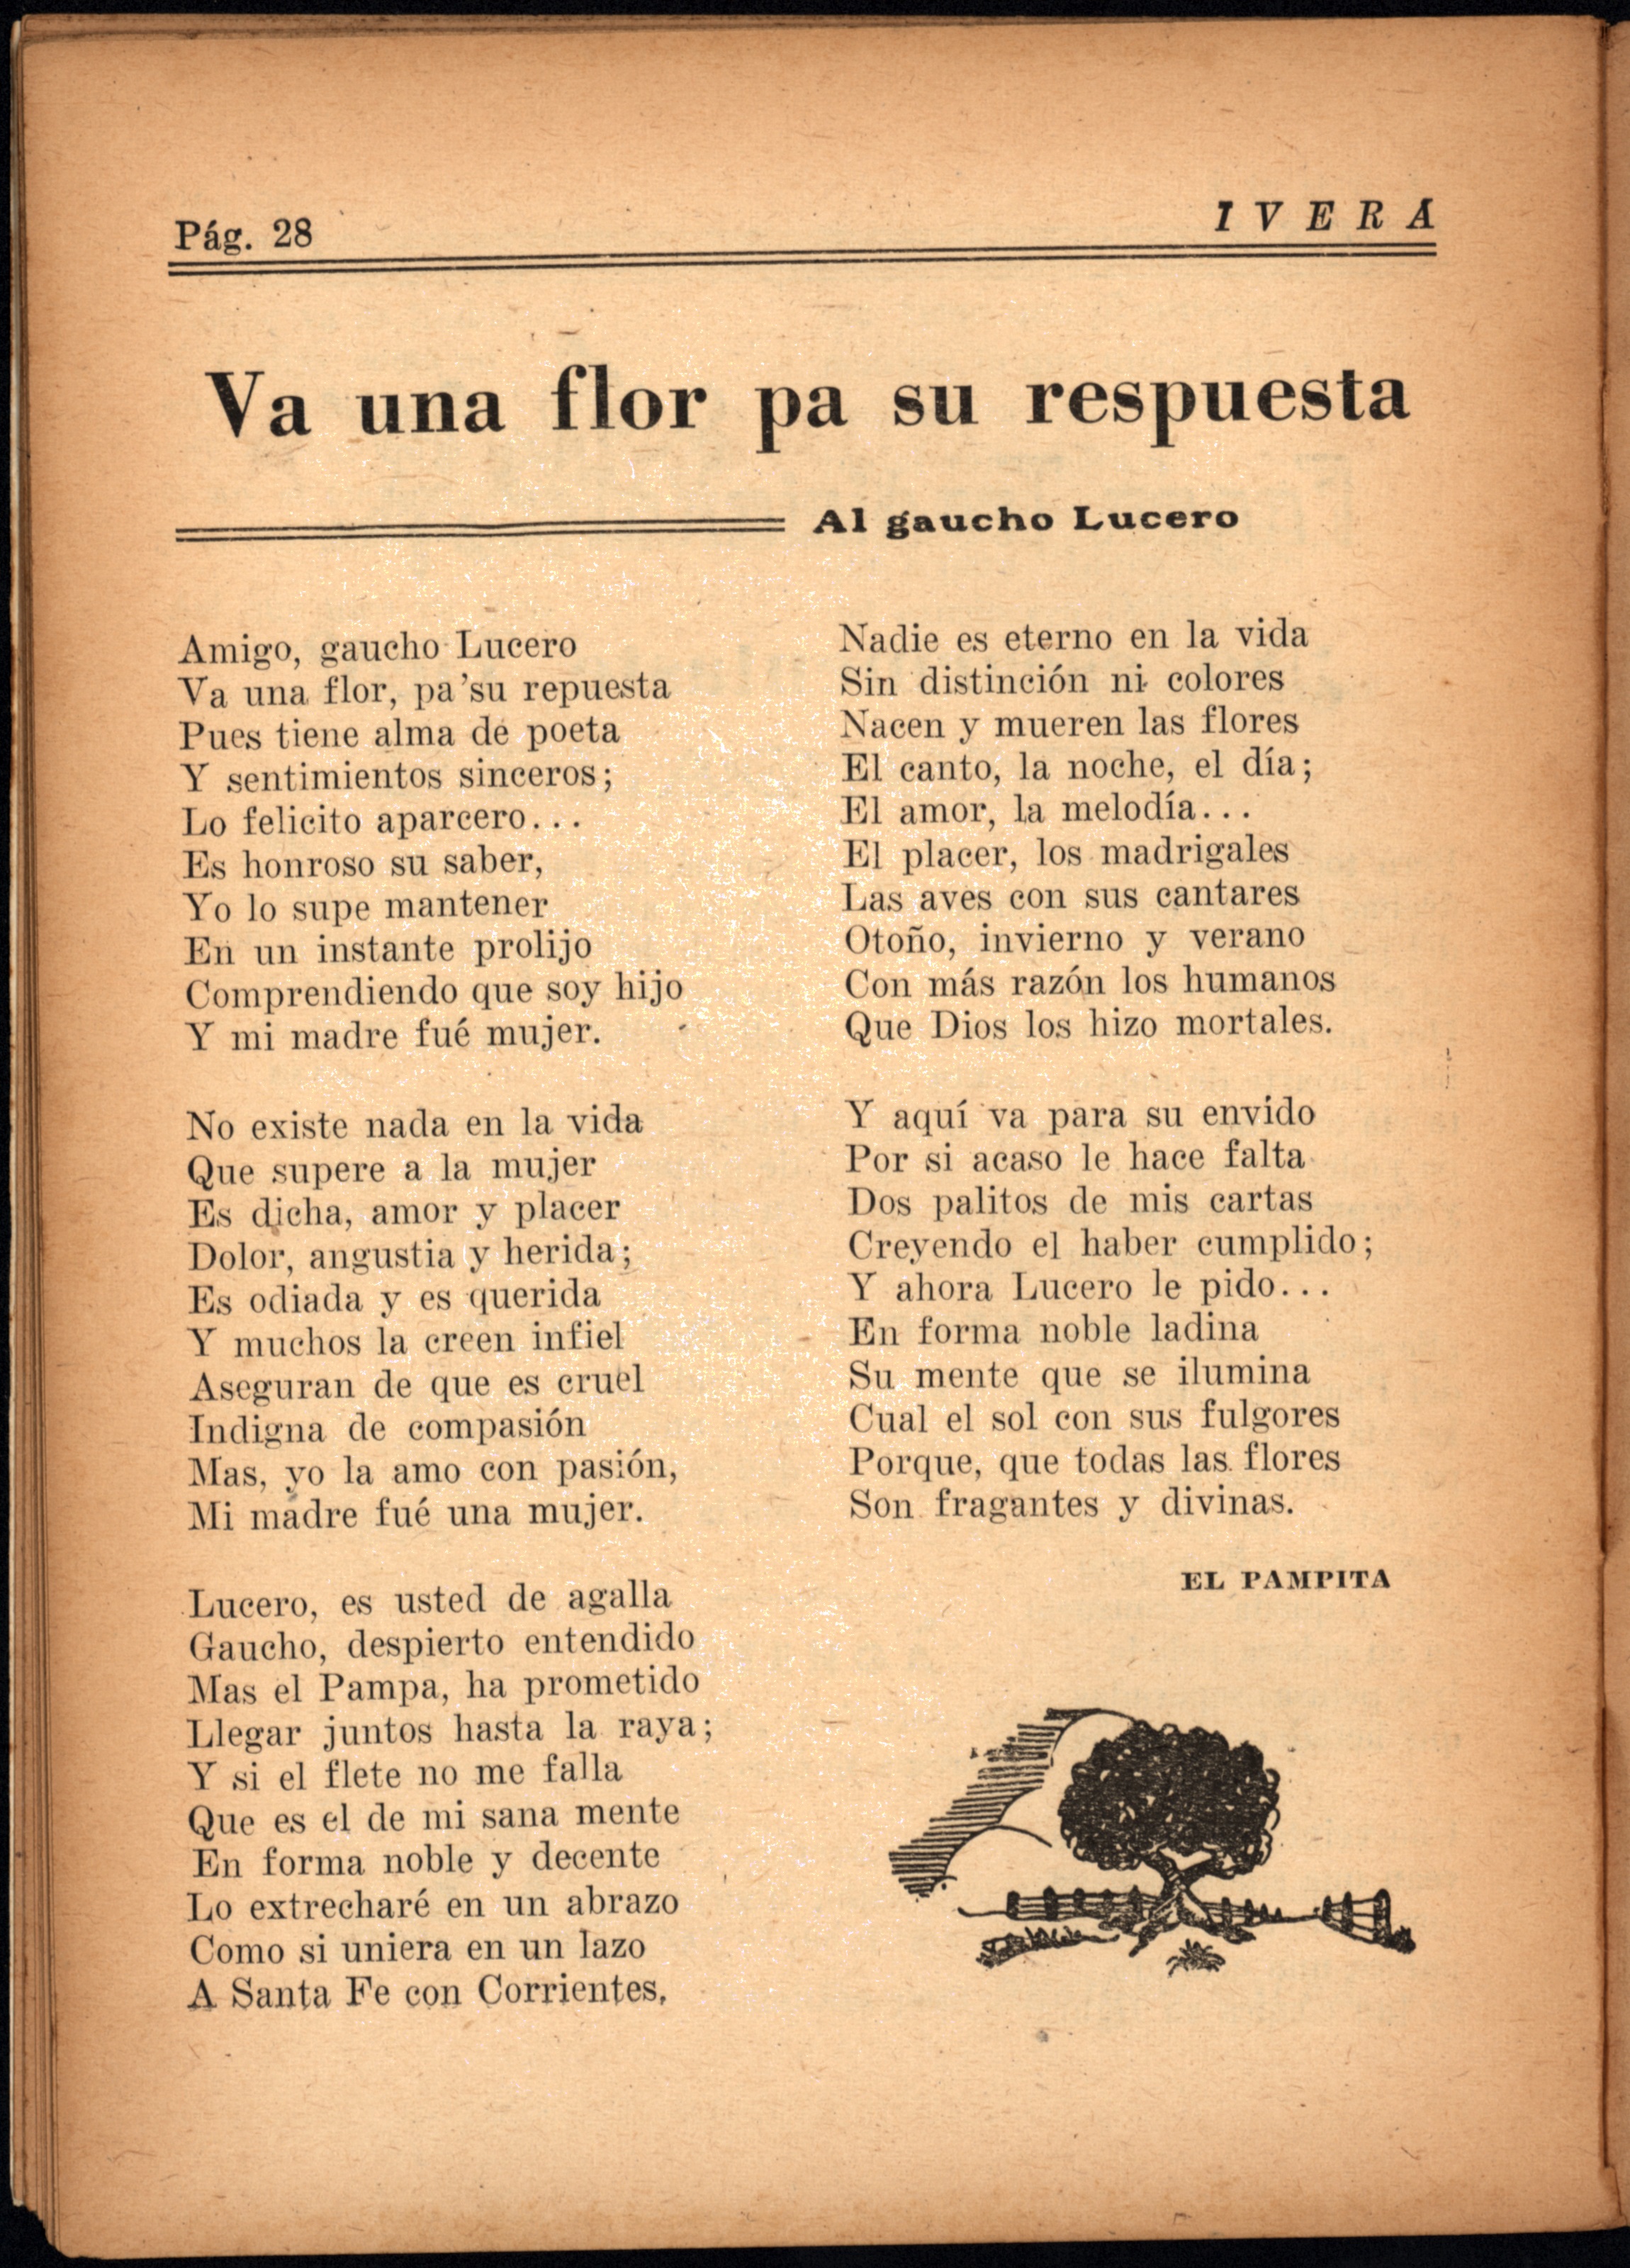 Pág. 28
IVERA
Va una flor pa su respuesta
Al gaucho Lucero
Amigo, gaucho Lucero
Va una flor, pa'su repuesta
Pues tiene alma de poeta
Y sentimientos sinceros;
Lo felicito aparcero...
Es honroso su saber,
Yo lo supe mantener
En un instante prolijo
Comprendiendo que soy hijo
Y mi madre fué mujer.
No existe nada en la vida
Que supere a la mujer
Es dicha, amor y placer
Dolor, angustia y herida;
Es odiada y es querida
Y muchos la creen infiel
Aseguran de que es cruel
Indigna de compasión
Mas, yo la amo con pasión,
Mi madre fué una mujer.
Lucero, es usted de agalla
Gaucho, despierto entendido
Mas el Pampa, ha prometido
Llegar juntos hasta la raya;
Y si el flete no me falla
Que es el de mi sana mente
En forma noble y decente
Lo extrecharé en un abrazo
Como si uniera en un lazo
A Santa Fe con Corrientes,
Nadie es eterno en la vida
Sin distinción ni colores
Nacen y mueren las flores
El canto, la noche, el día;
El amor, la melodía...
El placer, los madrigales
Las aves con sus cantares
Otoño, invierno y verano
Con más razón los humanos
Que Dios los hizo mortales.
Y aquí va para su envido
Por si acaso le hace falta
Dos palitos de mis cartas
Creyendo el haber cumplido;
Y ahora Lucero le pido...
En forma noble ladina
Su mente que se ilumina
Cual el sol con sus fulgores
Porque, que todas las flores
Son fragantes y divinas.
EL PAMPITA